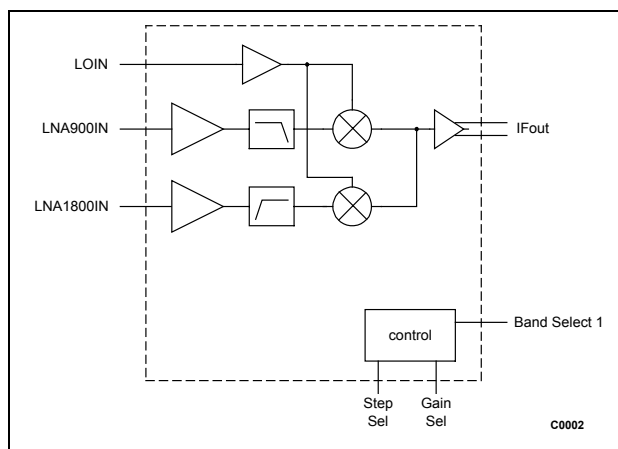 LOIN
LNA900IN
IFout
LNA1800IN
Band Select 1
control
Step
Sel
Gain
Sel
C0002